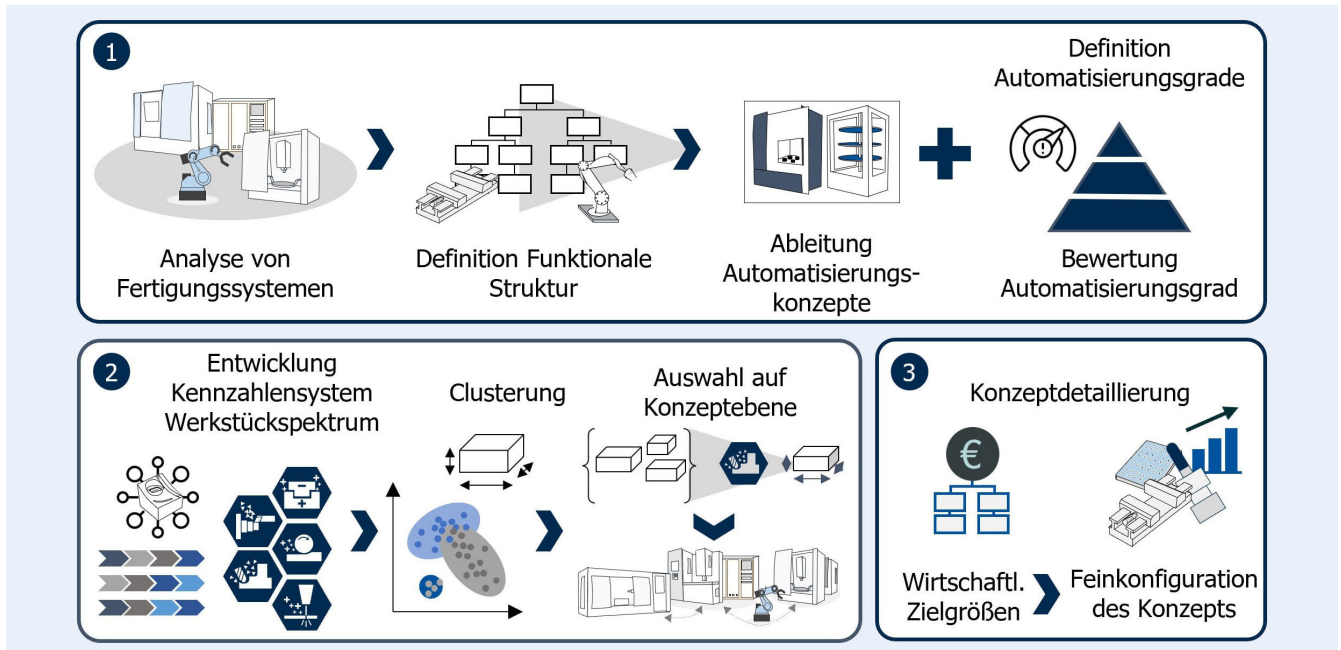 1
Analyse von
Fertigungssystemen
Definition Funktionale
Struktur
Ableitung
Automatisierungs-
konzepte
Definition
Automatisierungsgrade
Bewertung
Automatisierungsgrad
2
Entwicklung
Kennzahlensystem
Werkstückspektrum
Clusterung
Auswahl auf
Konzeptebene
3
Konzeptdetaillierung
€
Wirtschaftl.
Zielgrößen
Feinkonfiguration
des Konzepts